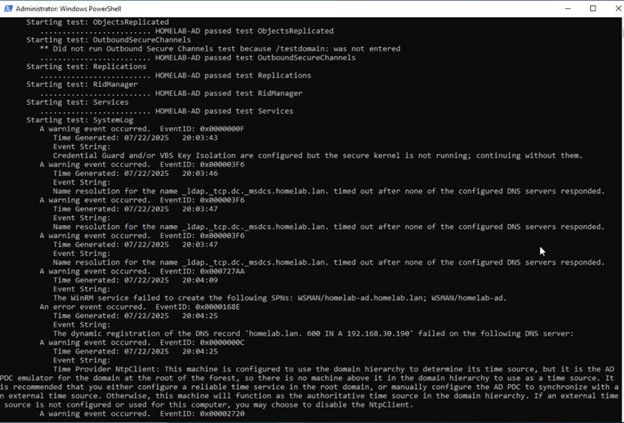 Administrator: Windows PowerShell
Starting test: ObjectsReplicated
......................... HOMELAB-AD passed test ObjectsReplicated
Starting test: OutboundSecureChannels
** Did not run Outbound Secure Channels test because /testdomain: was not entered
......................... HOMELAB-AD passed test OutboundSecureChannels
Starting test: Replications
......................... HOMELAB-AD passed test Replications
Starting test: RidManager
......................... HOMELAB-AD passed test RidManager
Starting test: Services
......................... HOMELAB-AD passed test Services
Starting test: SystemLog
A warning event occurred.  EventID: 0x0000000F
Time Generated: 07/22/2025   20:03:43
Event String:
Credential Guard and/or VBS Key Isolation are configured but the secure kernel is not running; continuing without them.
A warning event occurred.  EventID: 0x000003F6
Time Generated: 07/22/2025   20:03:46
Event String:
Name resolution for the name _ldap._tcp.dc._msdcs.homelab.lan. timed out after none of the configured DNS servers responded.
A warning event occurred.  EventID: 0x000003F6
Time Generated: 07/22/2025   20:03:47
Event String:
Name resolution for the name _ldap._tcp.dc._msdcs.homelab.lan. timed out after none of the configured DNS servers responded.
A warning event occurred.  EventID: 0x000003F6
Time Generated: 07/22/2025   20:03:47
Event String:
Name resolution for the name _ldap._tcp.dc._msdcs.homelab.lan. timed out after none of the configured DNS servers responded.
A warning event occurred.  EventID: 0x000727AA
Time Generated: 07/22/2025   20:04:09
Event String:
The WinRM service failed to create the following SPNs: WSMAN/homelab-ad.homelab.lan; WSMAN/homelab-ad.
An error event occurred.  EventID: 0x0000168E
Time Generated: 07/22/2025   20:04:25
Event String:
The dynamic registration of the DNS record 'homelab.lan. 600 IN A 192.168.30.190' failed on the following DNS server:
A warning event occurred.  EventID: 0x0000000C
Time Generated: 07/22/2025   20:04:25
Event String:
Time Provider NtpClient: This machine is configured to use the domain hierarchy to determine its time source, but it is the AD
PDC emulator for the domain at the root of the forest, so there is no machine above it in the domain hierarchy to use as a time source. It
is recommended that you either configure a reliable time service in the root domain, or manually configure the AD PDC to synchronize with a
n external time source. Otherwise, this machine will function as the authoritative time source in the domain hierarchy. If an external time
source is not configured or used for this computer, you may choose to disable the NtpClient.
A warning event occurred.  EventID: 0x00002720